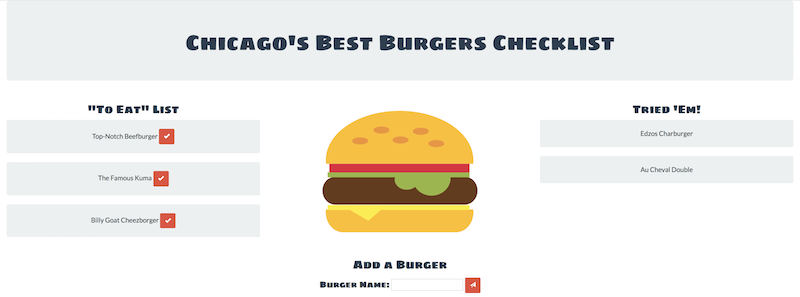 Chicago's Best Burgers Checklist
"To Eat" List
Top-Notch Beefburger
The Famous Kuma
Billy Goat Cheezborger
Tried 'Em!
Edzos Charburger
Au Cheval Double
Add a Burger
Burger Name: